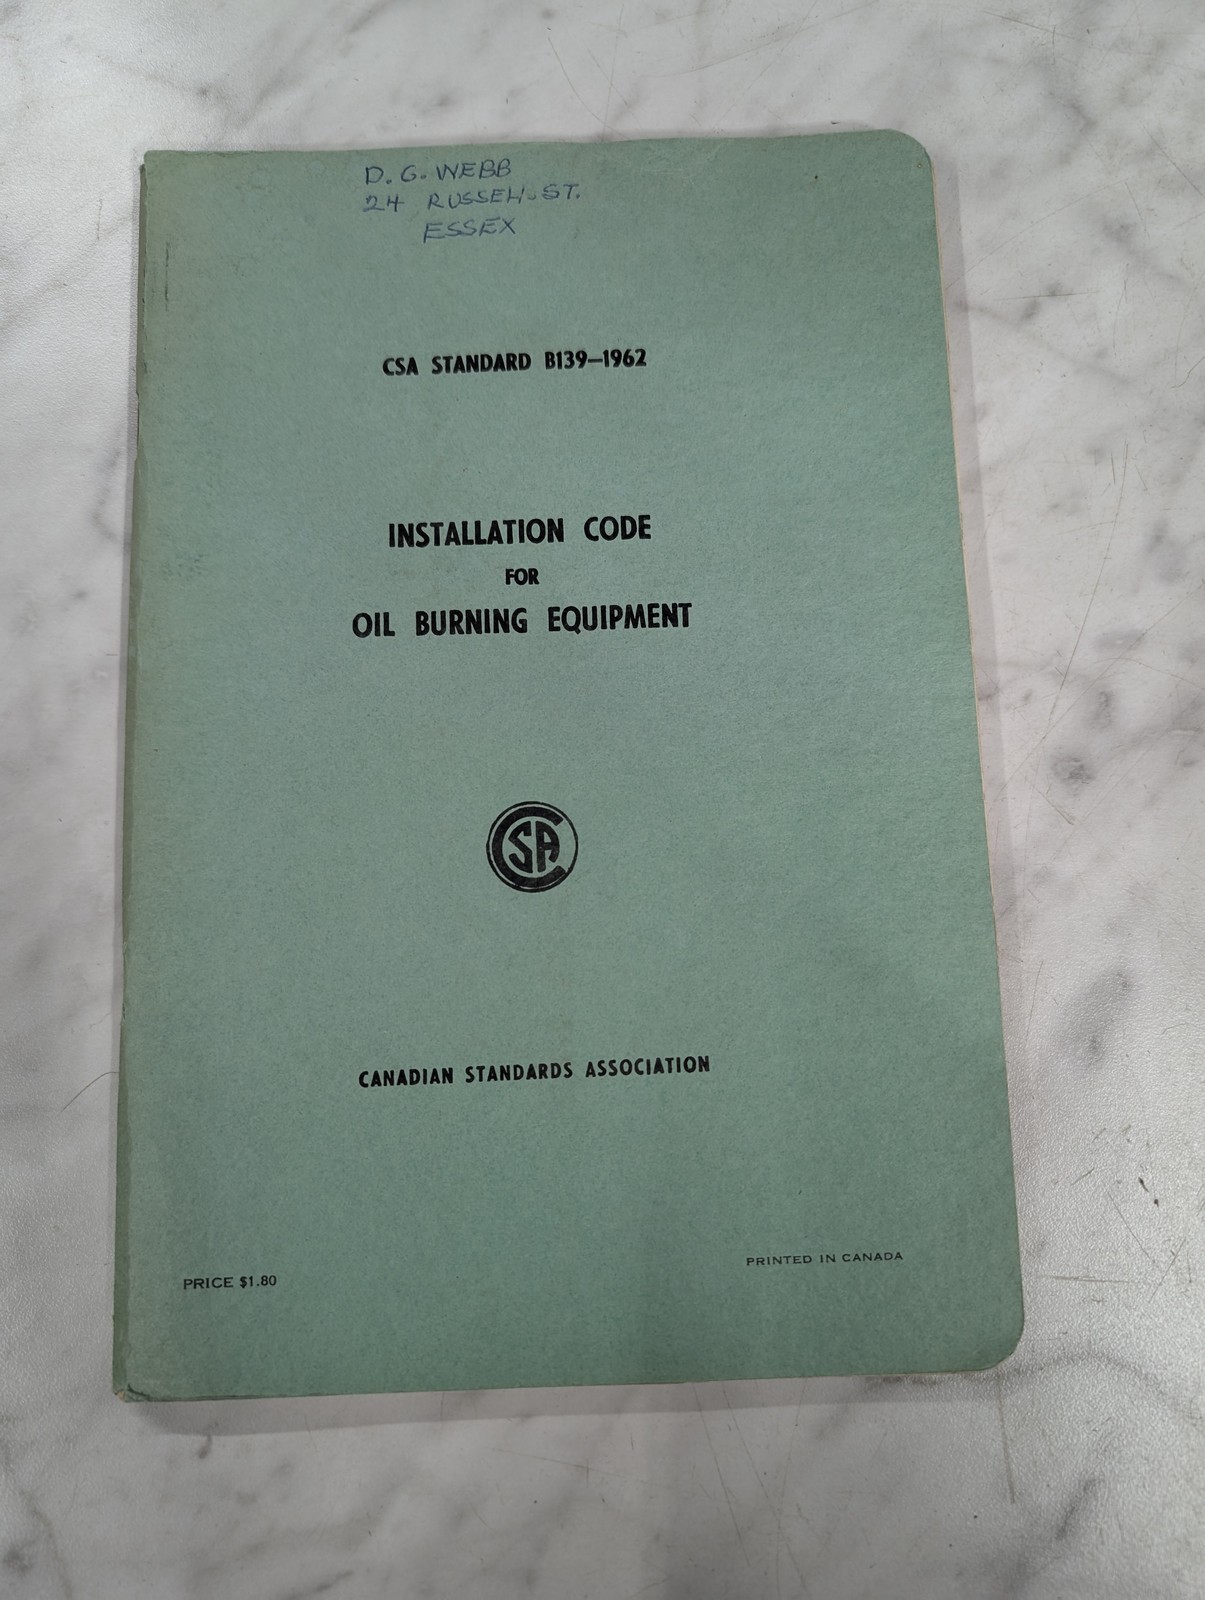 D. G. WEBB
24 RUSSELL ST.
ESSEX
CSA STANDARD B139–1962
INSTALLATION CODE
FOR
OIL BURNING EQUIPMENT
CSA
CANADIAN STANDARDS ASSOCIATION
PRINTED IN CANADA
PRICE $1.80